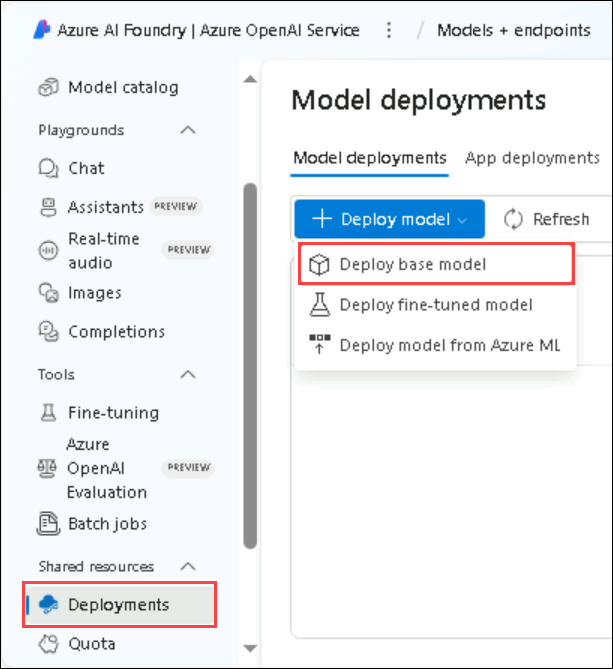 Azure AI Foundry | Azure OpenAI Service / Models + endpoints
Model catalog
Playgrounds
Chat
Assistants PREVIEW
Real-time
audio PREVIEW
Images
Completions
Tools
Fine-tuning
Azure
OpenAI PREVIEW
Evaluation
Batch jobs
Shared resources
Deployments
Quota
Model deployments
Model deployments App deployments
Deploy model Refresh
Deploy base model
Deploy fine-tuned model
Deploy model from Azure ML